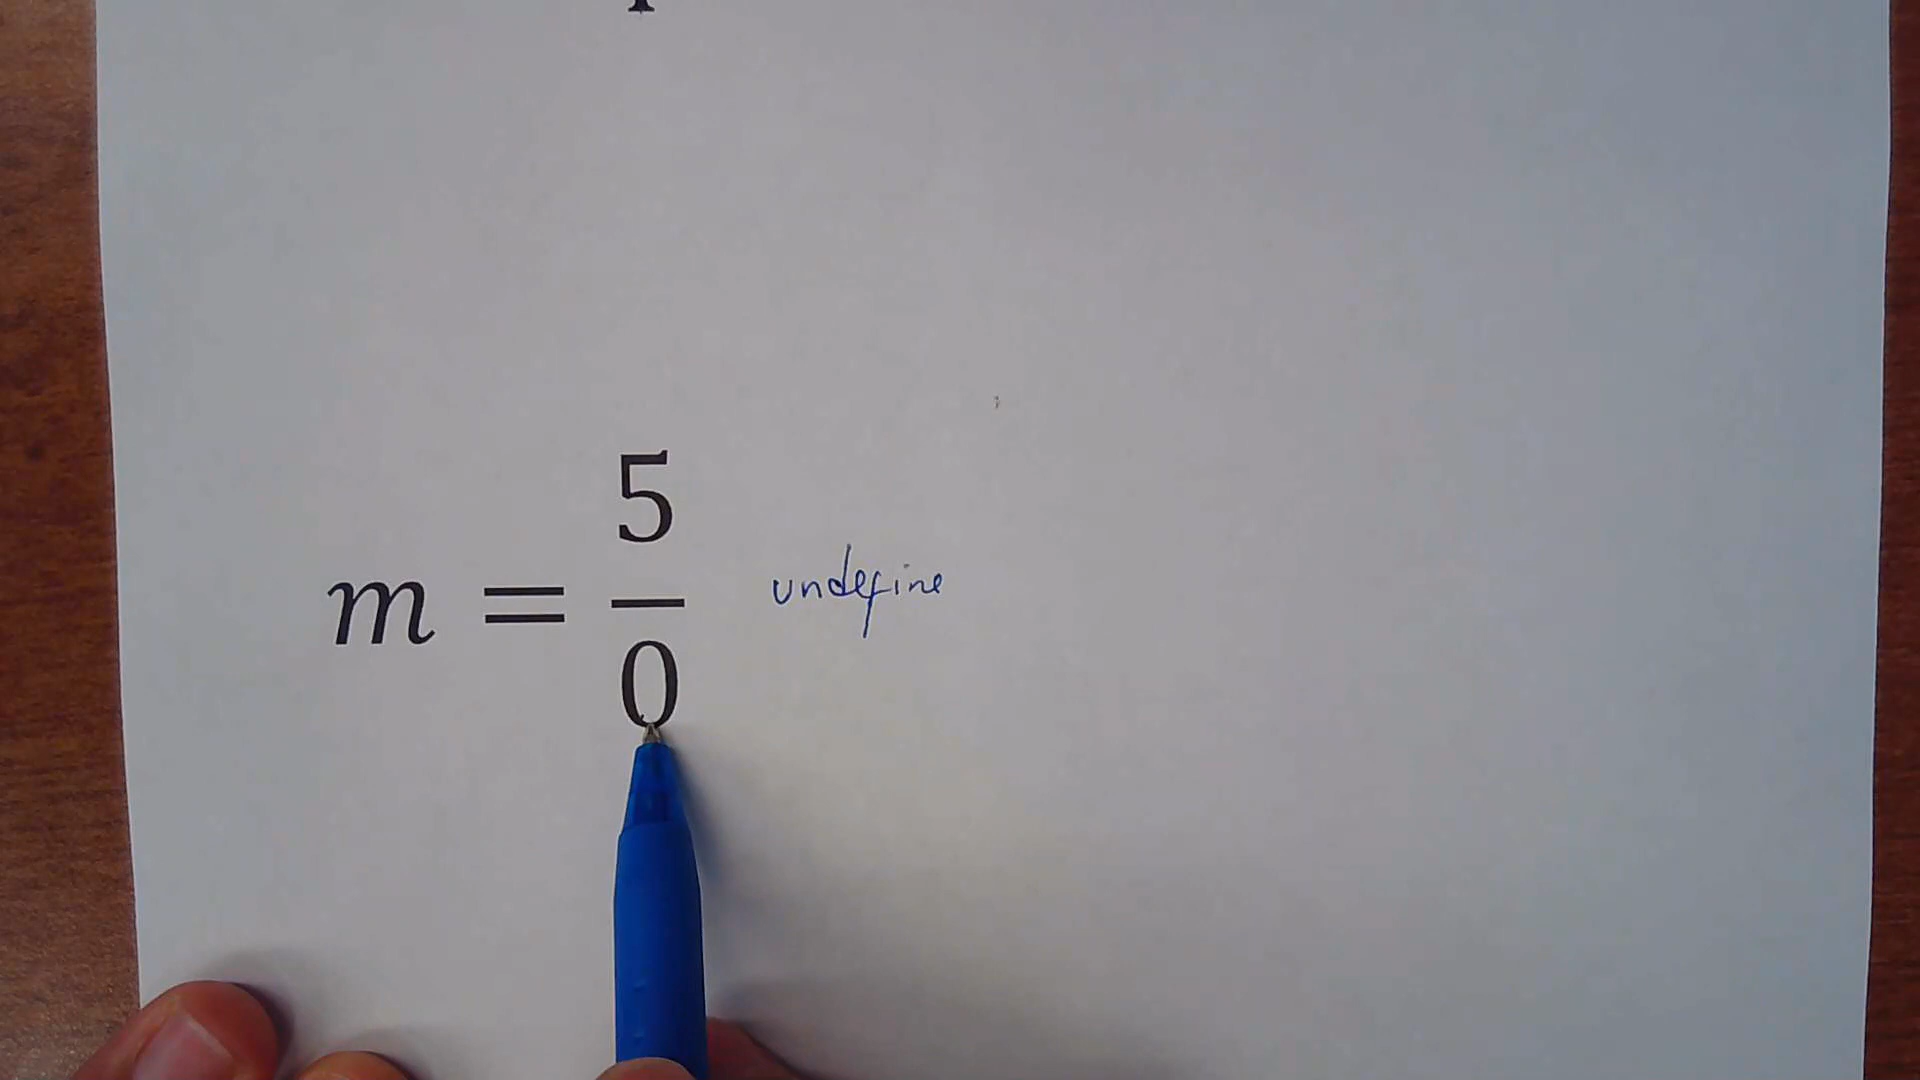 m = 5/0 undefine